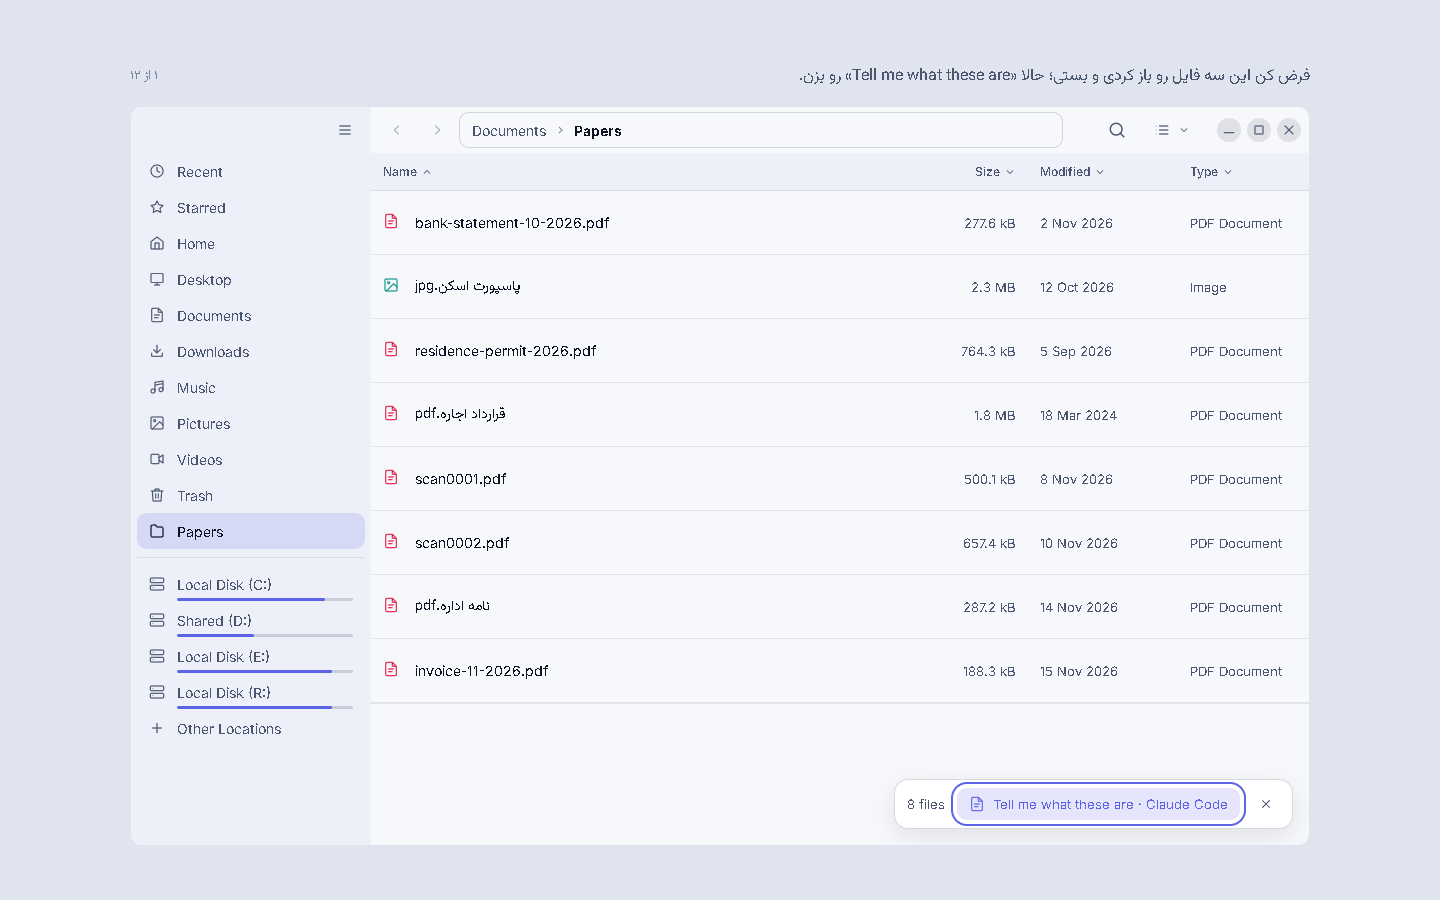 فرض کن این سه فایل رو باز کردی و بستی؛ حالا «Tell me what these are» رو بزن.
۱ از ۱۲
Documents › Papers
Recent
Starred
Home
Desktop
Documents
Downloads
Music
Pictures
Videos
Trash
Papers
Local Disk (C:)
Shared (D:)
Local Disk (E:)
Local Disk (R:)
Other Locations
Name Size Modified Type
bank-statement-10-2026.pdf 277.6 kB 2 Nov 2026 PDF Document
پاسپورت اسکن.jpg 2.3 MB 12 Oct 2026 Image
residence-permit-2026.pdf 764.3 kB 5 Sep 2026 PDF Document
قرارداد اجاره.pdf 1.8 MB 18 Mar 2024 PDF Document
scan0001.pdf 500.1 kB 8 Nov 2026 PDF Document
scan0002.pdf 657.4 kB 10 Nov 2026 PDF Document
نامه اداره.pdf 287.2 kB 14 Nov 2026 PDF Document
invoice-11-2026.pdf 188.3 kB 15 Nov 2026 PDF Document
8 files Tell me what these are · Claude Code